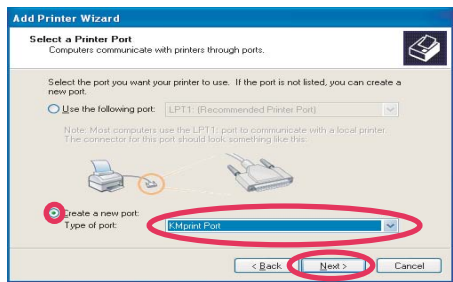 Add Printer Wizard
Select a Printer Port
Computers communicate with printers through ports.
Select the port you want your printer to use. If the port is not listed, you can create a
new port.
Use the following port: LPT1: (Recommended Printer Port)
Note: Most computers use the LPT1: port to communicate with a local printer.
The connector for this port should look something like this:
Create a new port:
Type of port: KMprint Port
< Back Next > Cancel